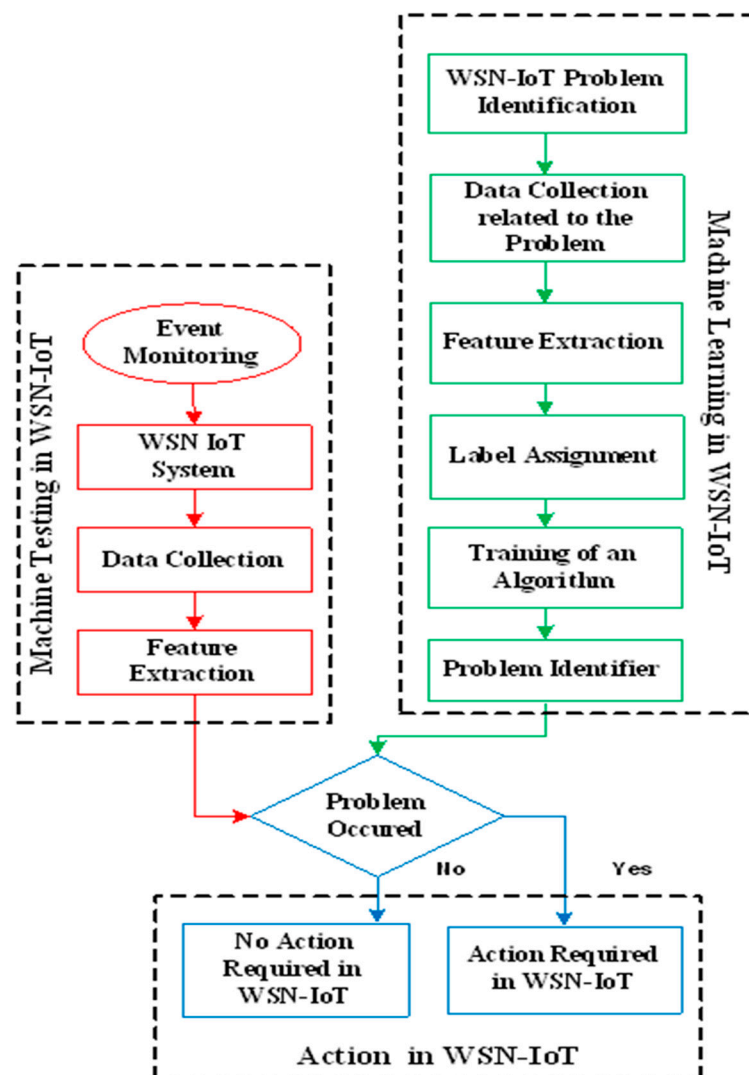 WSN-IoT Problem
Identification
Data Collection
related to the
Problem
Feature Extraction
Label Assignment
Training of an
Algorithm
Problem Identifier
Machine Learning in WSN-IoT
Event
Monitoring
WSN IoT
System
Data Collection
Feature
Extraction
Machine Testing in WSN-IoT
Problem
Occured
No
Yes
No Action
Required in
WSN-IoT
Action Required
in WSN-IoT
Action in WSN-IoT